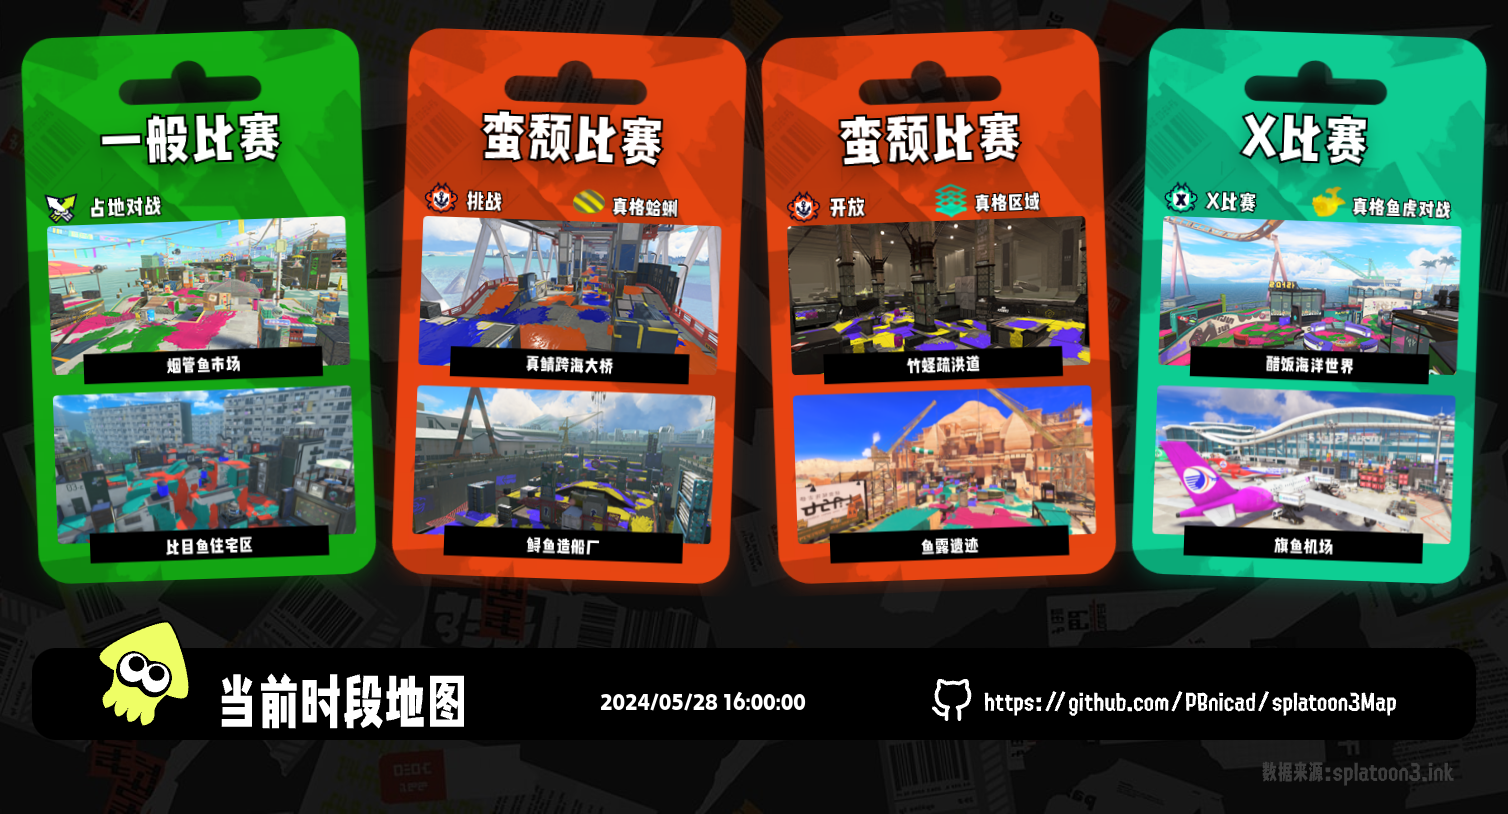 一般比赛
占地对战
烟管鱼市场
比目鱼住宅区
蛮颓比赛
挑战
真格蛤蜊
真鲭跨海大桥
鲟鱼造船厂
蛮颓比赛
开放
真格区域
竹蛏疏洪道
鱼露遗迹
X比赛
X比赛
真格鱼虎对战
醋饭海洋世界
旗鱼机场
当前时段地图
2024/05/28 16:00:00
https://github.com/PBnicad/splatoon3Map
数据来源:splatoon3.ink